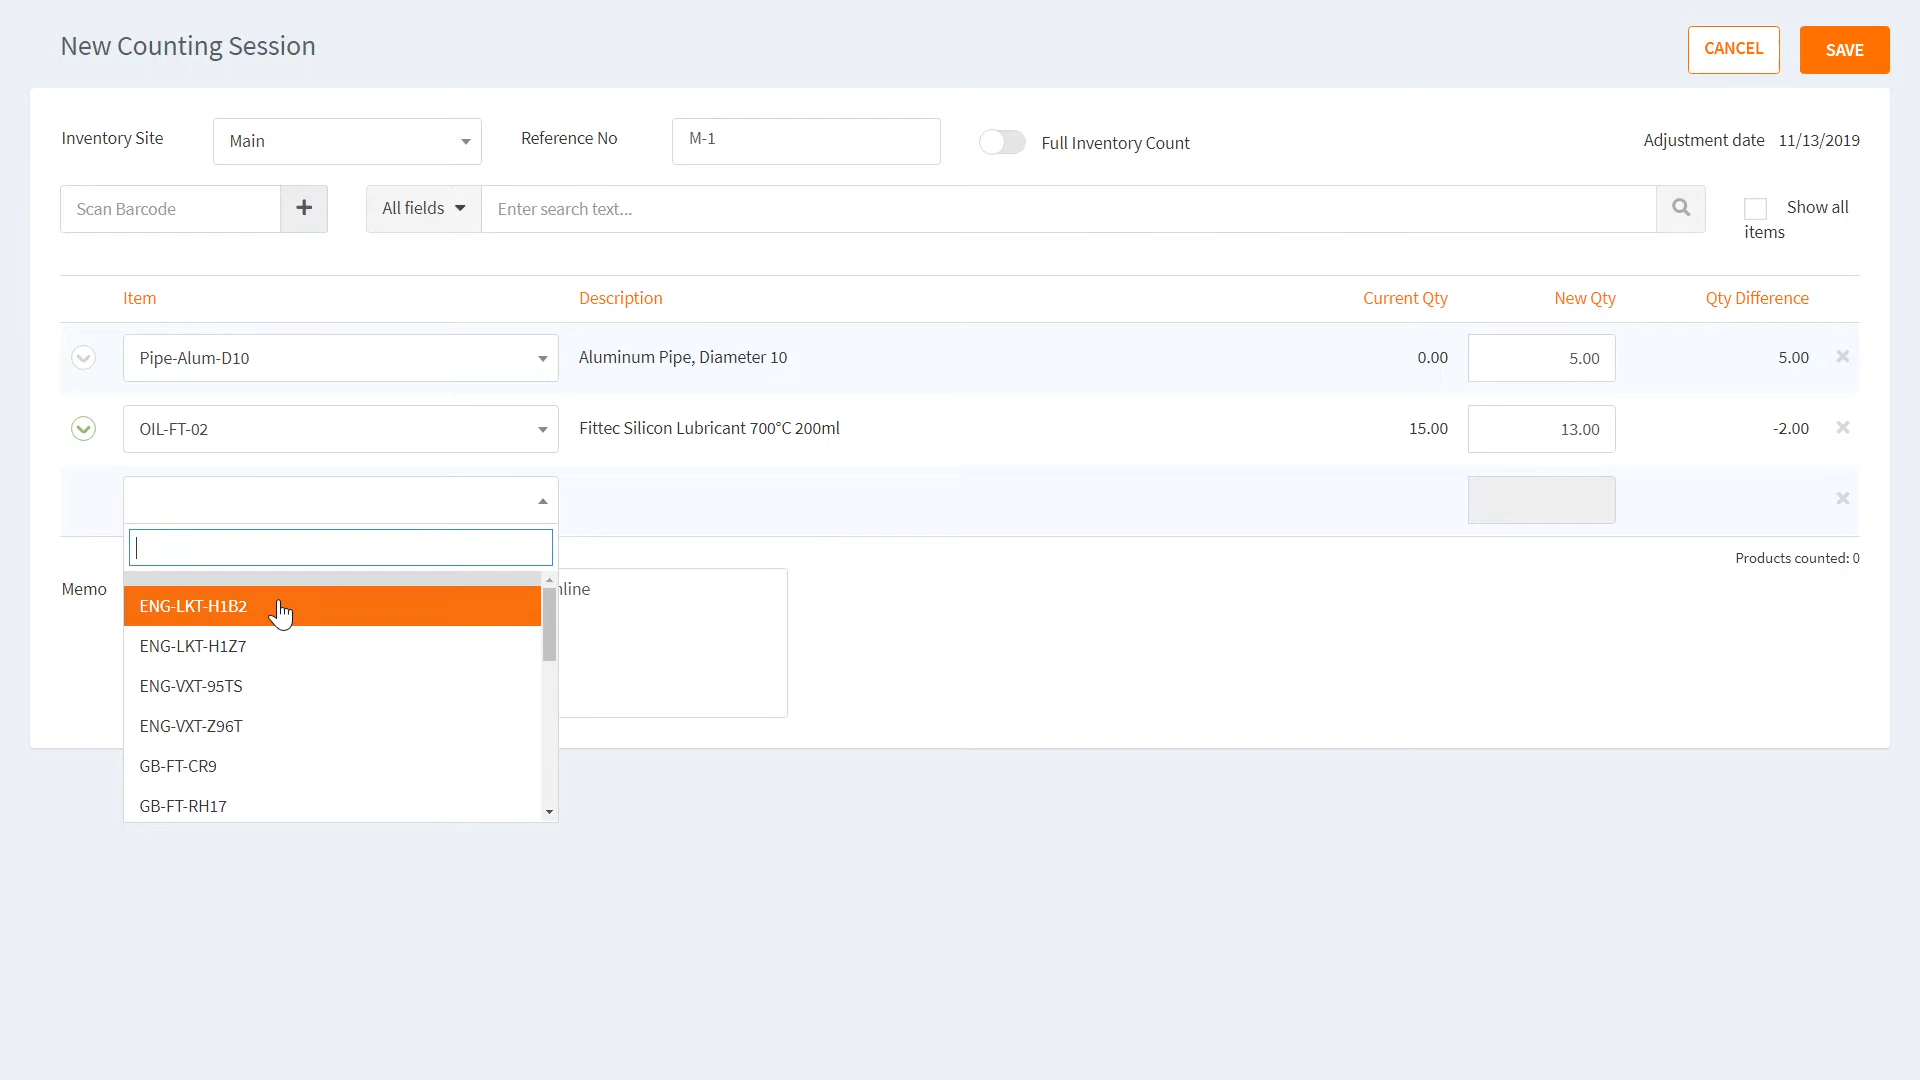 New Counting Session
CANCEL
SAVE
Inventory Site
Main
Reference No
M-1
Full Inventory Count
Adjustment date 11/13/2019
Scan Barcode
+
All fields
Enter search text...
Show all
items
Item Description Current Qty New Qty Qty Difference
Pipe-Alum-D10 Aluminum Pipe, Diameter 10 0.00 5.00 5.00
OIL-FT-02 Fittec Silicon Lubricant 700°C 200ml 15.00 13.00 -2.00
Products counted: 0
Memo
ENG-LKT-H1B2
ENG-LKT-H1Z7
ENG-VXT-95TS
ENG-VXT-Z96T
GB-FT-CR9
GB-FT-RH17